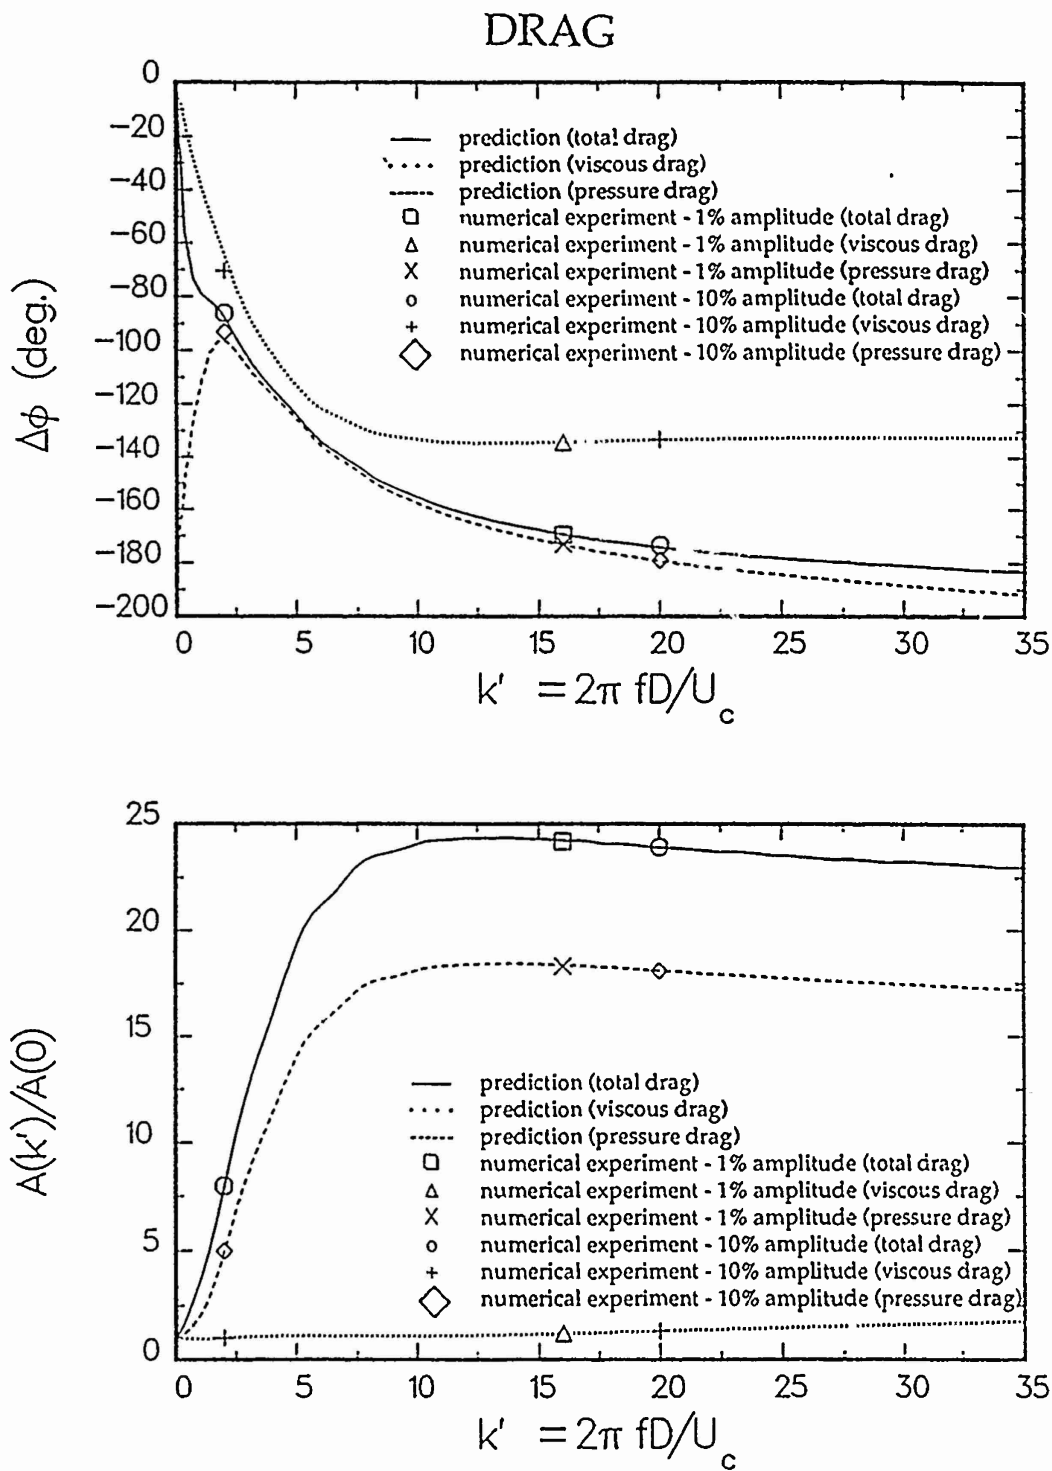 DRAG
0
−20
−40
−60
−80
−100
−120
−140
−160
−180
−200
Δϕ (deg.)
prediction (total drag)
prediction (viscous drag)
prediction (pressure drag)
numerical experiment - 1% amplitude (total drag)
numerical experiment - 1% amplitude (viscous drag)
numerical experiment - 1% amplitude (pressure drag)
numerical experiment - 10% amplitude (total drag)
numerical experiment - 10% amplitude (viscous drag)
numerical experiment - 10% amplitude (pressure drag)
0 5 10 15 20 25 30 35
k' = 2π fD/U_c
25
20
15
10
5
0
A(k')/A(0)
prediction (total drag)
prediction (viscous drag)
prediction (pressure drag)
numerical experiment - 1% amplitude (total drag)
numerical experiment - 1% amplitude (viscous drag)
numerical experiment - 1% amplitude (pressure drag)
numerical experiment - 10% amplitude (total drag)
numerical experiment - 10% amplitude (viscous drag)
numerical experiment - 10% amplitude (pressure drag)
0 5 10 15 20 25 30 35
k' = 2π fD/U_c